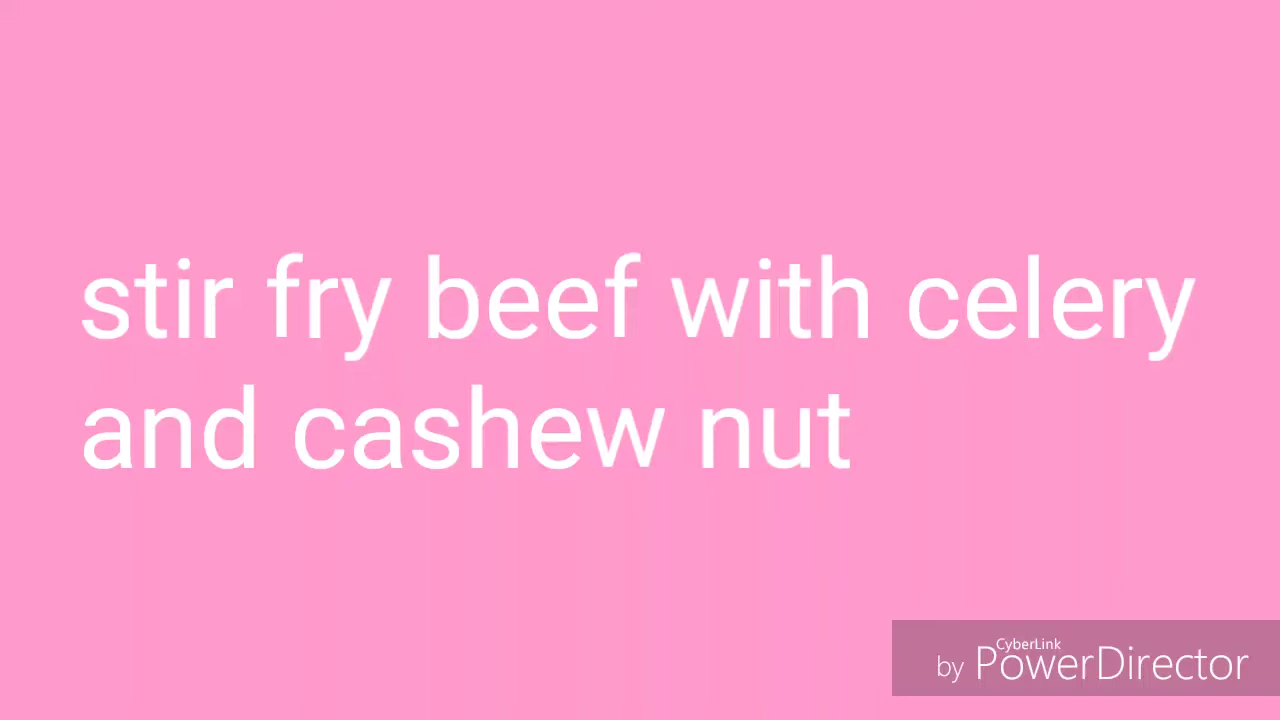 stir fry beef with celery
and cashew nut
CyberLink
by PowerDirector